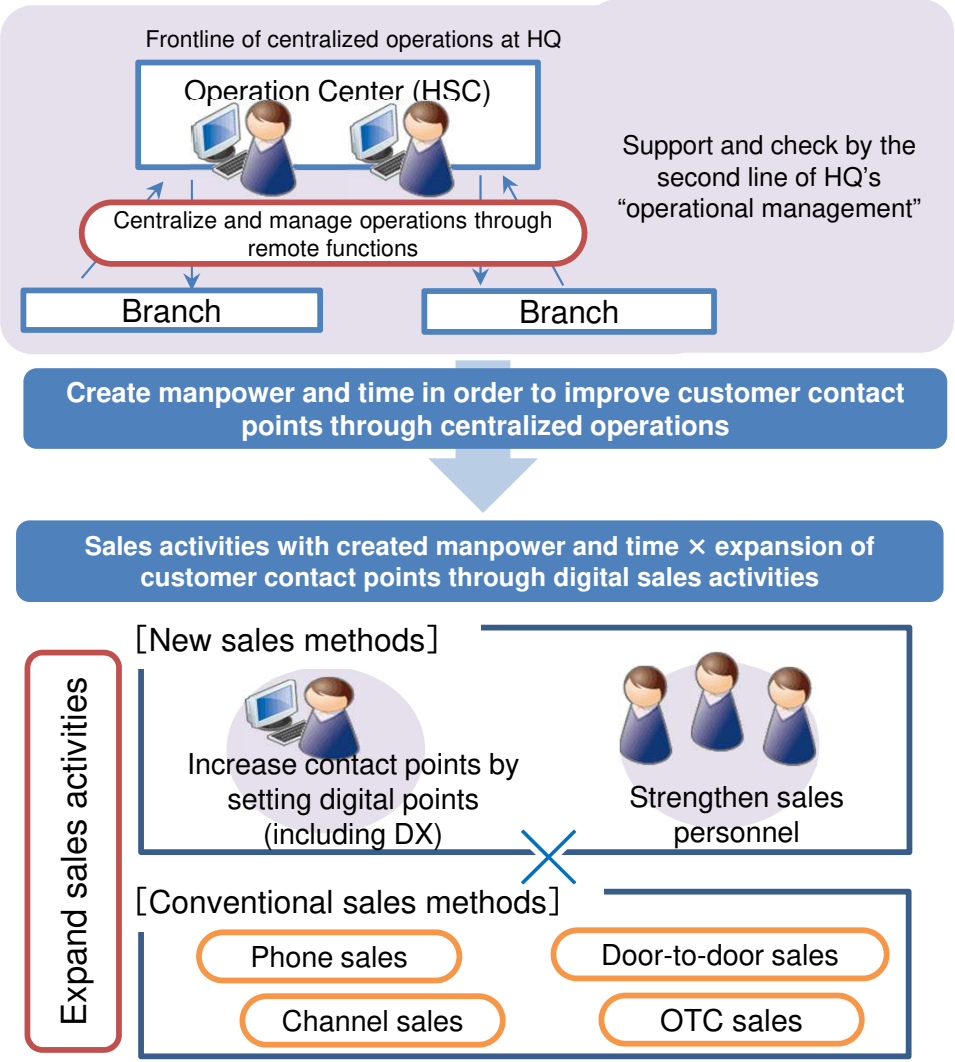 Frontline of centralized operations at HQ
Operation Center (HSC)
Support and check by the
second line of HQ’s
“operational management”
Centralize and manage operations through
remote functions
Branch
Branch
Create manpower and time in order to improve customer contact
points through centralized operations
Sales activities with created manpower and time × expansion of
customer contact points through digital sales activities
Expand sales activities
［New sales methods］
Increase contact points by
setting digital points
(including DX)
Strengthen sales
personnel
［Conventional sales methods］
Phone sales
Door-to-door sales
Channel sales
OTC sales